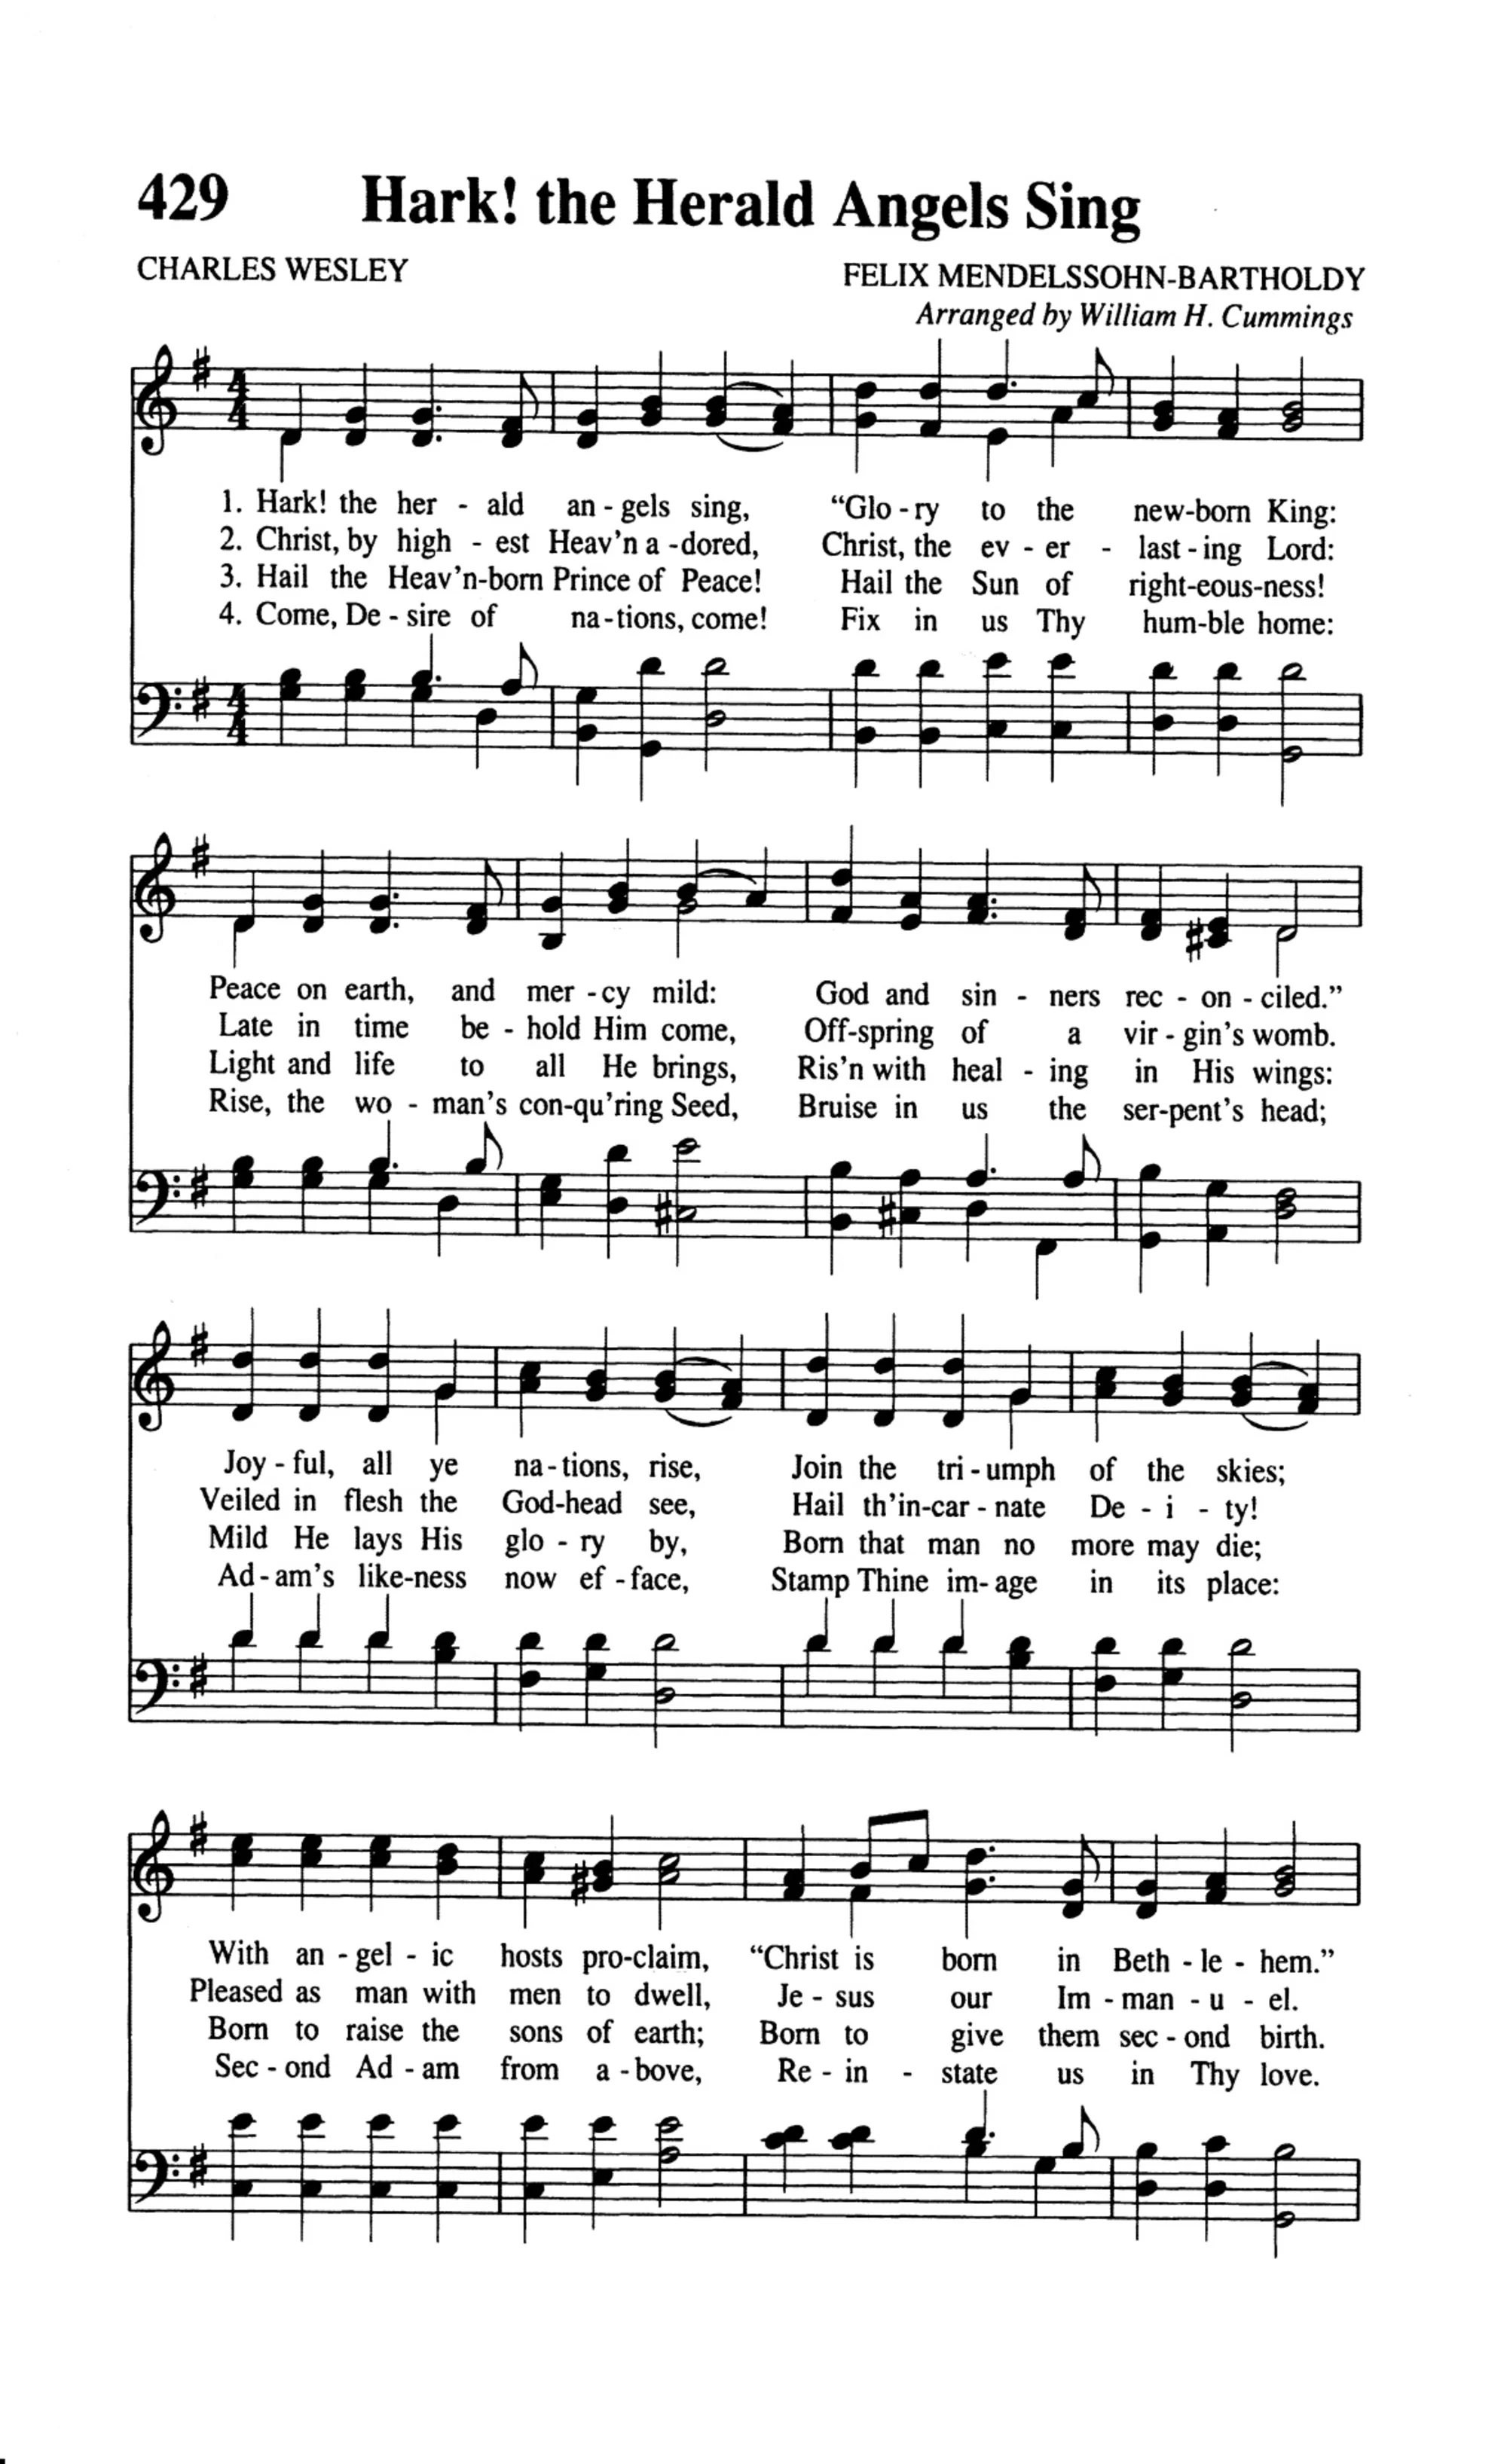 429 Hark! the Herald Angels Sing
CHARLES WESLEY FELIX MENDELSSOHN-BARTHOLDY
Arranged by William H. Cummings
4
4
1. Hark! the her - ald an - gels sing, “Glo - ry to the new-born King:
2. Christ, by high - est Heav’n a -dored, Christ, the ev - er - last - ing Lord:
3. Hail the Heav’n-born Prince of Peace! Hail the Sun of right-eous-ness!
4. Come, De - sire of na-tions, come! Fix in us Thy hum-ble home:
4
4
Peace on earth, and mer - cy mild: God and sin - ners rec - on - ciled.”
Late in time be - hold Him come, Off-spring of a vir - gin’s womb.
Light and life to all He brings, Ris’n with heal - ing in His wings:
Rise, the wo - man’s con-qu’ring Seed, Bruise in us the ser-pent’s head;
Joy - ful, all ye na-tions, rise, Join the tri-umph of the skies;
Veiled in flesh the God-head see, Hail th’in-car - nate De - i - ty!
Mild He lays His glo - ry by, Born that man no more may die;
Ad-am’s like-ness now ef -face, Stamp Thine im- age in its place:
With an - gel - ic hosts pro-claim, “Christ is born in Beth - le - hem.”
Pleased as man with men to dwell, Je - sus our Im - man - u - el.
Born to raise the sons of earth; Born to give them sec - ond birth.
Sec - ond Ad - am from a -bove, Re - in - state us in Thy love.